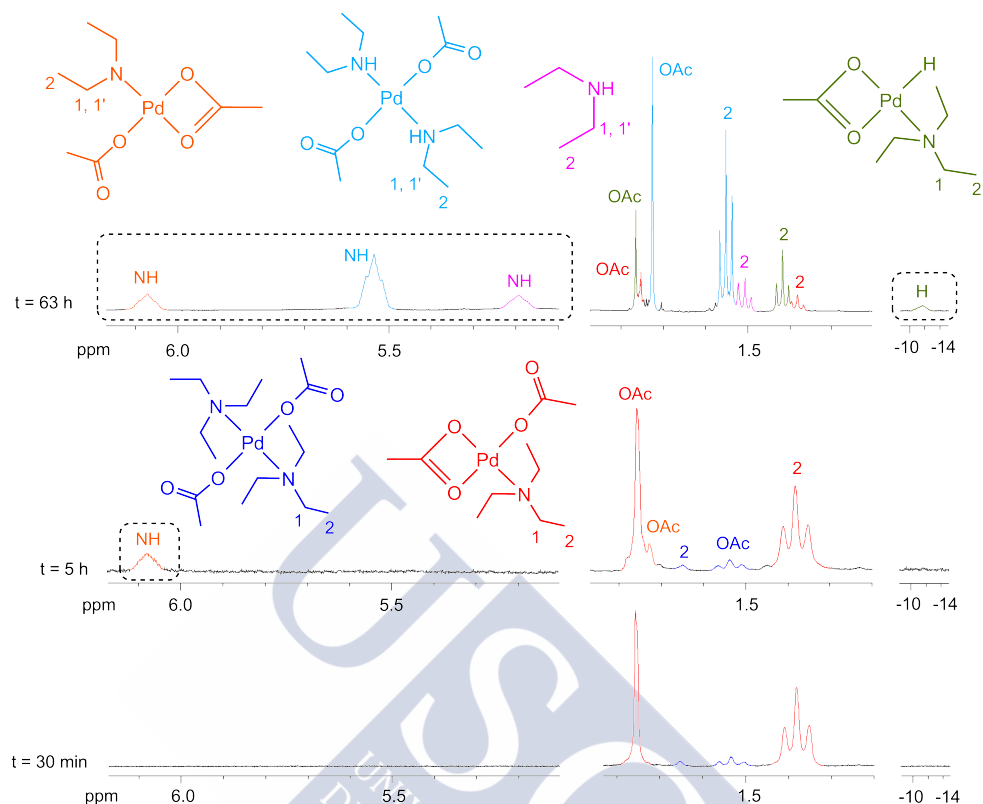 N
2
1, 1'
O
Pd
O
O
O
NH
O
O
Pd
O
HN
O
1, 1'
2
NH
1, 1'
2
O
H
Pd
O
N
1
2
OAc
2
OAc
OAc
2
2
2
NH
NH
NH
H
t = 63 h
ppm
6.0
5.5
1.5
-10
-14
N
O
O
Pd
O
O
N
1
2
O
O
O
Pd
O
N
1
2
OAc
OAc
2
OAc
2
NH
t = 5 h
ppm
6.0
5.5
1.5
-10
-14
t = 30 min
ppm
6.0
5.5
1.5
-10
-14